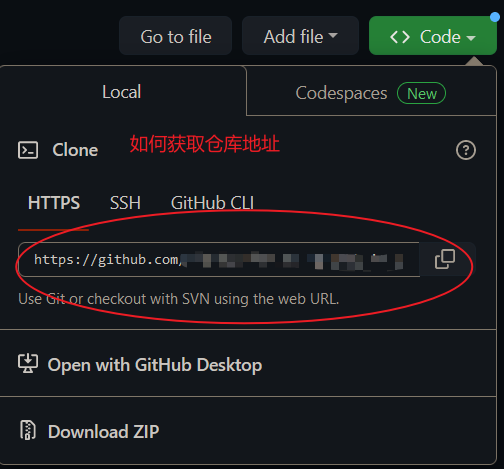 Go to file
Add file
Code
Local
Codespaces
New
Clone
如何获取仓库地址
HTTPS
SSH
GitHub CLI
https://github.com/
Use Git or checkout with SVN using the web URL.
Open with GitHub Desktop
Download ZIP